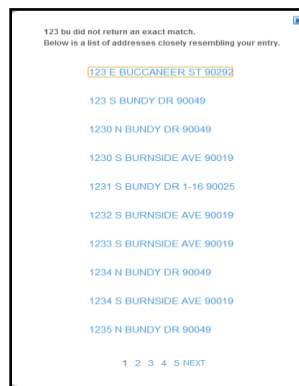 123 bu did not return an exact match.
Below is a list of addresses closely resembling your entry.
123 E BUCCANEER ST 90292
123 S BUNDY DR 90049
1230 N BUNDY DR 90049
1230 S BURNSIDE AVE 90019
1231 S BUNDY DR 1-16 90025
1232 S BURNSIDE AVE 90019
1233 S BURNSIDE AVE 90019
1234 N BUNDY DR 90049
1234 S BURNSIDE AVE 90019
1235 N BUNDY DR 90049
1 2 3 4 5 NEXT